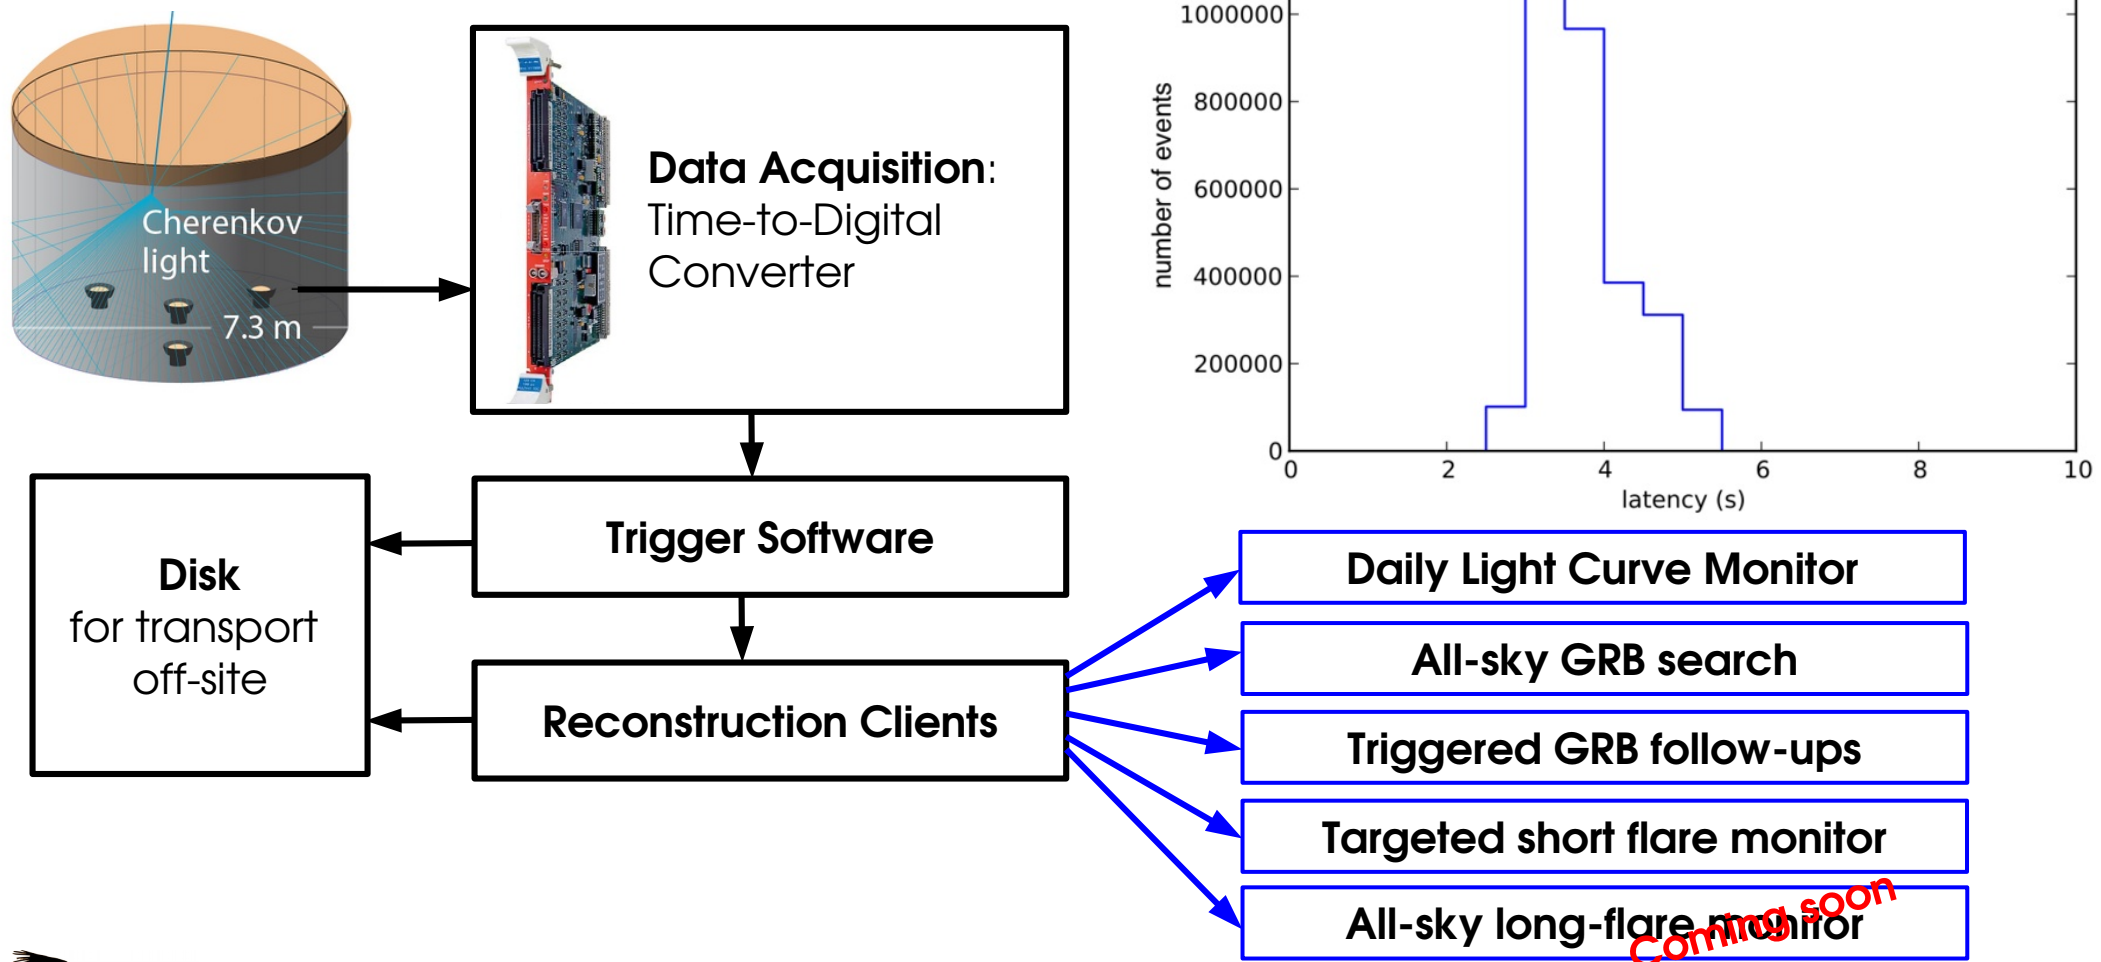 Cherenkov
light
7.3 m
Data Acquisition:
Time-to-Digital
Converter
Trigger Software
Disk
for transport
off-site
Reconstruction Clients
1000000
800000
600000
400000
200000
0
number of events
0 2 4 6 8 10
latency (s)
Daily Light Curve Monitor
All-sky GRB search
Triggered GRB follow-ups
Targeted short flare monitor
All-sky long-flare monitor
Coming soon